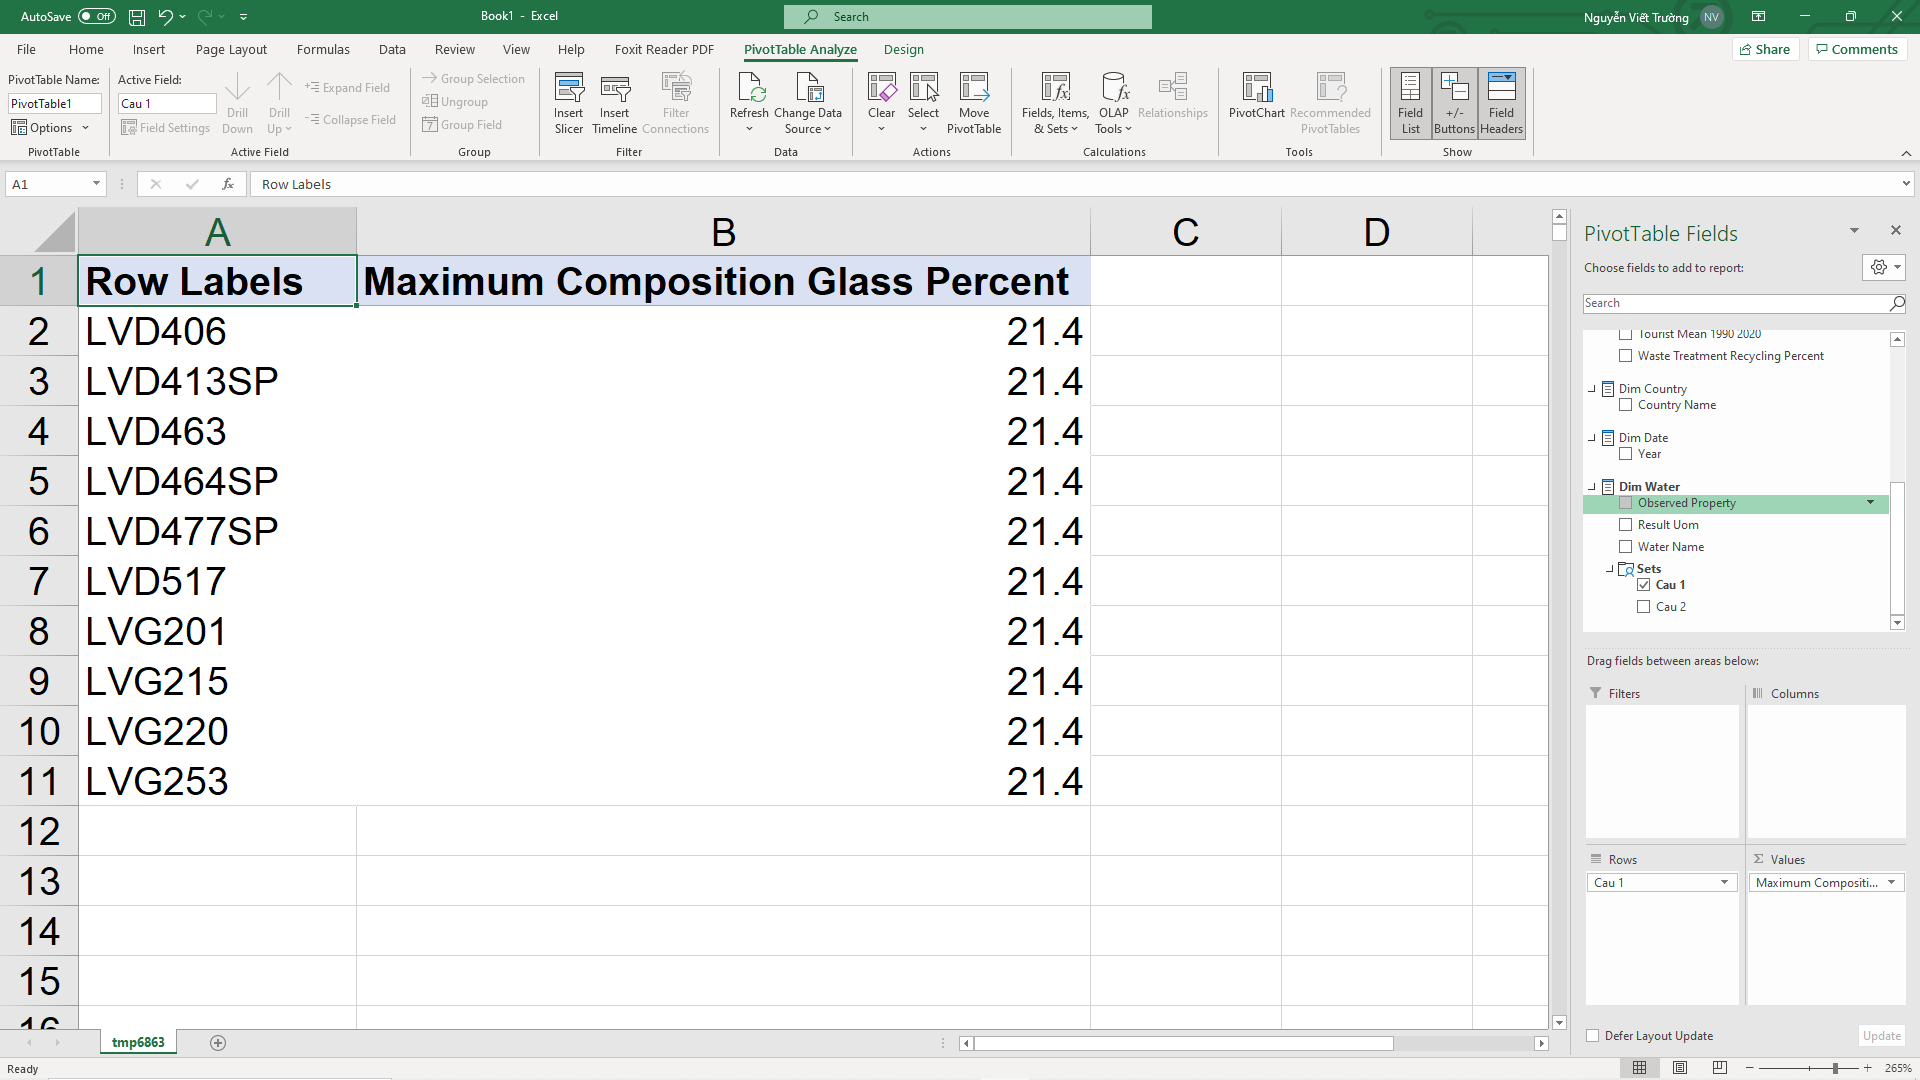 AutoSave Off Book1 - Excel Search Nguyễn Viết Trường NV
File Home Insert Page Layout Formulas Data Review View Help Foxit Reader PDF PivotTable Analyze Design Share Comments
PivotTable Name:
PivotTable1
Options
PivotTable
Active Field:
Cau 1
Field Settings
Drill Down
Drill Up
Expand Field
Collapse Field
Active Field
Group Selection
Ungroup
Group Field
Group
Insert Slicer
Insert Timeline
Filter Connections
Filter
Refresh
Change Data Source
Data
Clear
Select
Move PivotTable
Actions
Fields, Items, & Sets
OLAP Tools
Relationships
Calculations
PivotChart
Recommended PivotTables
Tools
Field List
+/- Buttons
Field Headers
Show
A1 fx Row Labels
A B C D
1 Row Labels Maximum Composition Glass Percent
2 LVD406 21.4
3 LVD413SP 21.4
4 LVD463 21.4
5 LVD464SP 21.4
6 LVD477SP 21.4
7 LVD517 21.4
8 LVG201 21.4
9 LVG215 21.4
10 LVG220 21.4
11 LVG253 21.4
12
13
14
15
16
PivotTable Fields
Choose fields to add to report:
Search
Tourist Mean 1990 2020
Waste Treatment Recycling Percent
Dim Country
Country Name
Dim Date
Year
Dim Water
Observed Property
Result Uom
Water Name
Sets
Cau 1
Cau 2
Drag fields between areas below:
Filters Columns
Rows Σ Values
Cau 1 Maximum Compositi...
Defer Layout Update Update
tmp6863
Ready 265%